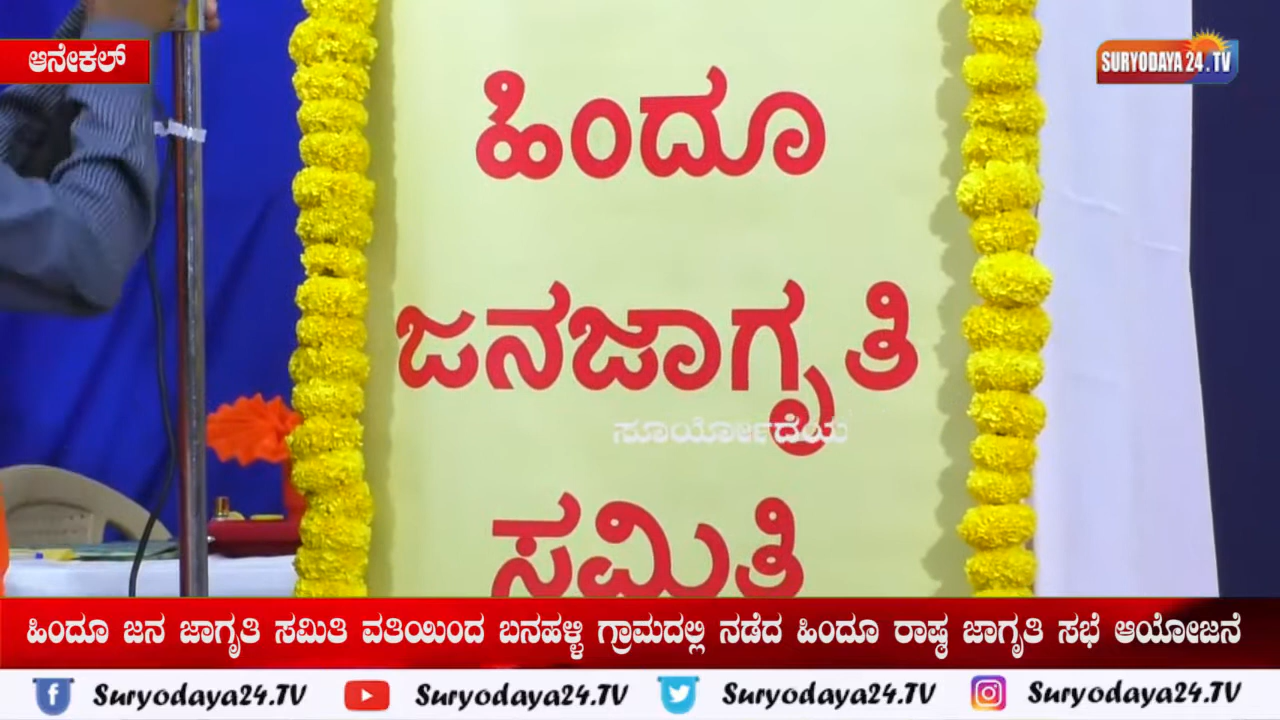 ಆನೇಕಲ್
SURYODAYA 24.TV
ಹಿಂದೂ
ಜನಜಾಗೃತಿ
ಸೂರ್ಯೋದಯ
ಸಮಿತಿ
ಹಿಂದೂ ಜನ ಜಾಗೃತಿ ಸಮಿತಿ ವತಿಯಿಂದ ಬನಹಳ್ಳಿ ಗ್ರಾಮದಲ್ಲಿ ನಡೆದ ಹಿಂದೂ ರಾಷ್ಠ ಜಾಗೃತಿ ಸಭೆ ಆಯೋಜನೆ
Suryodaya24.TV Suryodaya24.TV Suryodaya24.TV Suryodaya24.TV